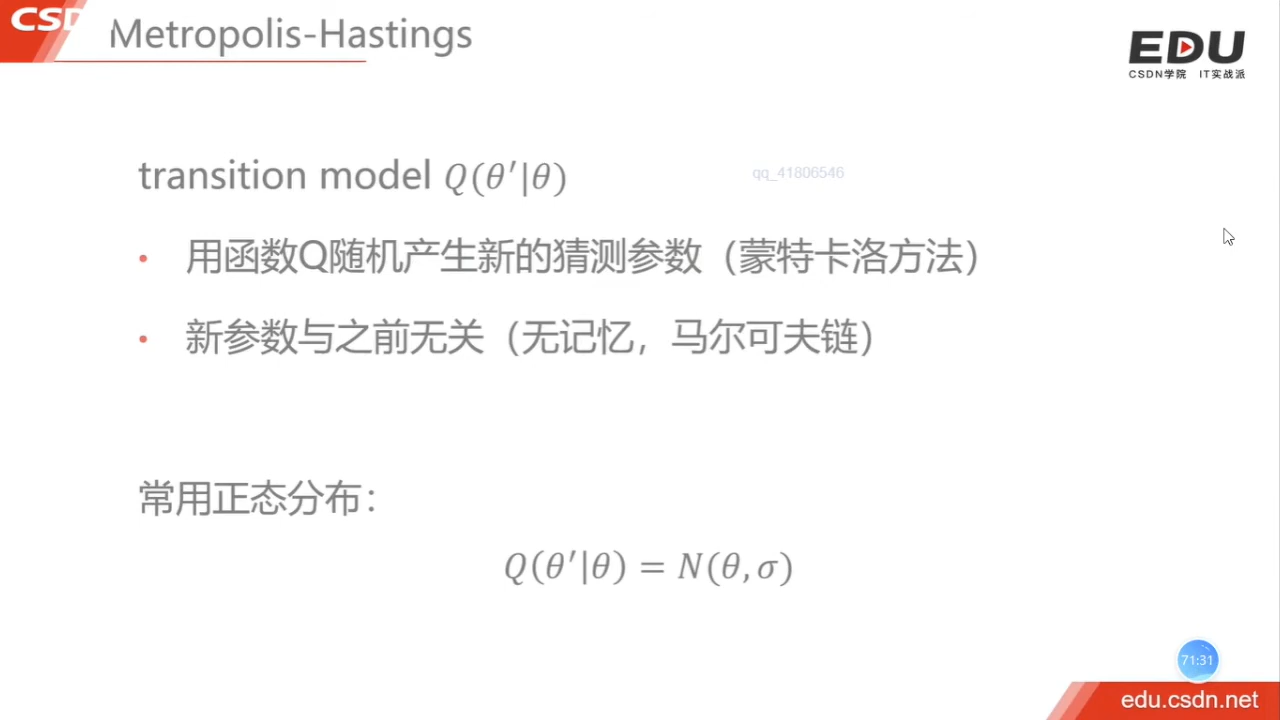 CSD
Metropolis-Hastings
EDU
CSDN学院 IT实战派
transition model Q(θ′|θ)
qq_41806546
• 用函数Q随机产生新的猜测参数（蒙特卡洛方法）
• 新参数与之前无关（无记忆，马尔可夫链）
常用正态分布：
Q(θ′|θ) = N(θ, σ)
71:31
edu.csdn.net